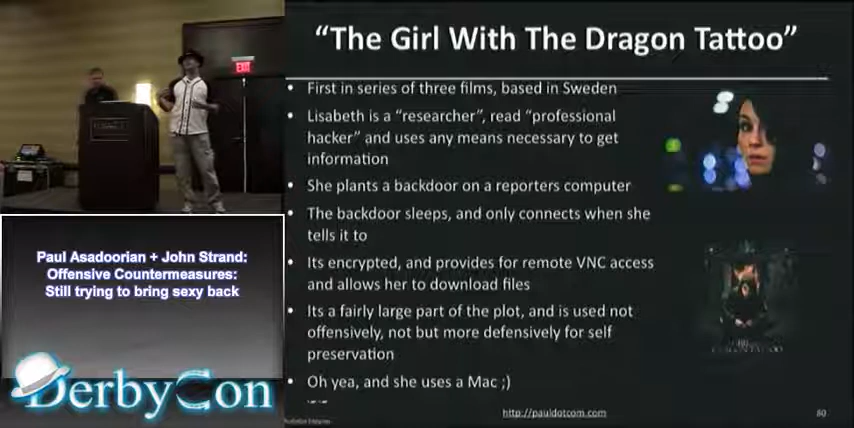 "The Girl With The Dragon Tattoo"
• First in series of three films, based in Sweden
• Lisabeth is a "researcher", read "professional
hacker" and uses any means necessary to get
information
• She plants a backdoor on a reporters computer
• The backdoor sleeps, and only connects when she
tells it to
• Its encrypted, and provides for remote VNC access
and allows her to download files
• Its a fairly large part of the plot, and is used not
offensively, not but more defensively for self
preservation
• Oh yea, and she uses a Mac ;)
http://pauldotcom.com
80
EXIT
Paul Asadoorian + John Strand:
Offensive Countermeasures:
Still trying to bring sexy back
DerbyCon